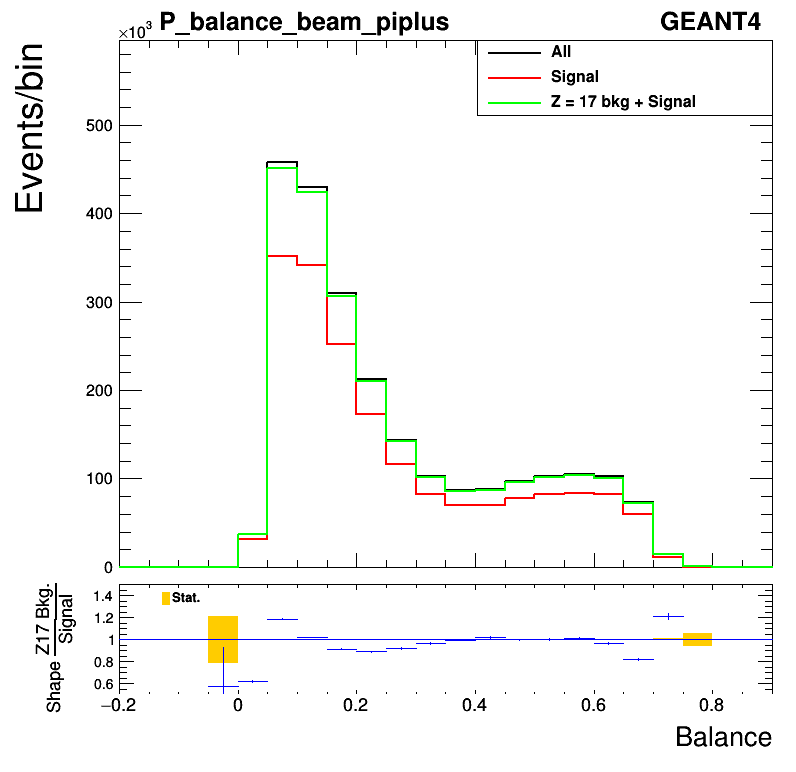 ×10³ P_balance_beam_piplus GEANT4
Events/bin
All
Signal
Z = 17 bkg + Signal
500
400
300
200
100
0
Shape Z17 Bkg. / Signal
Stat.
1.4
1.2
1
0.8
0.6
−0.2 0 0.2 0.4 0.6 0.8
Balance